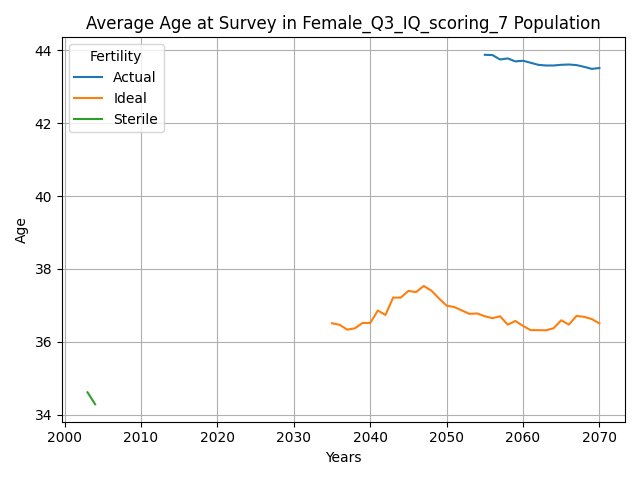 Average Age at Survey in Female_Q3_IQ_scoring_7 Population
Fertility
Actual
Ideal
Sterile
Age
44
42
40
38
36
34
2000
2010
2020
2030
2040
2050
2060
2070
Years